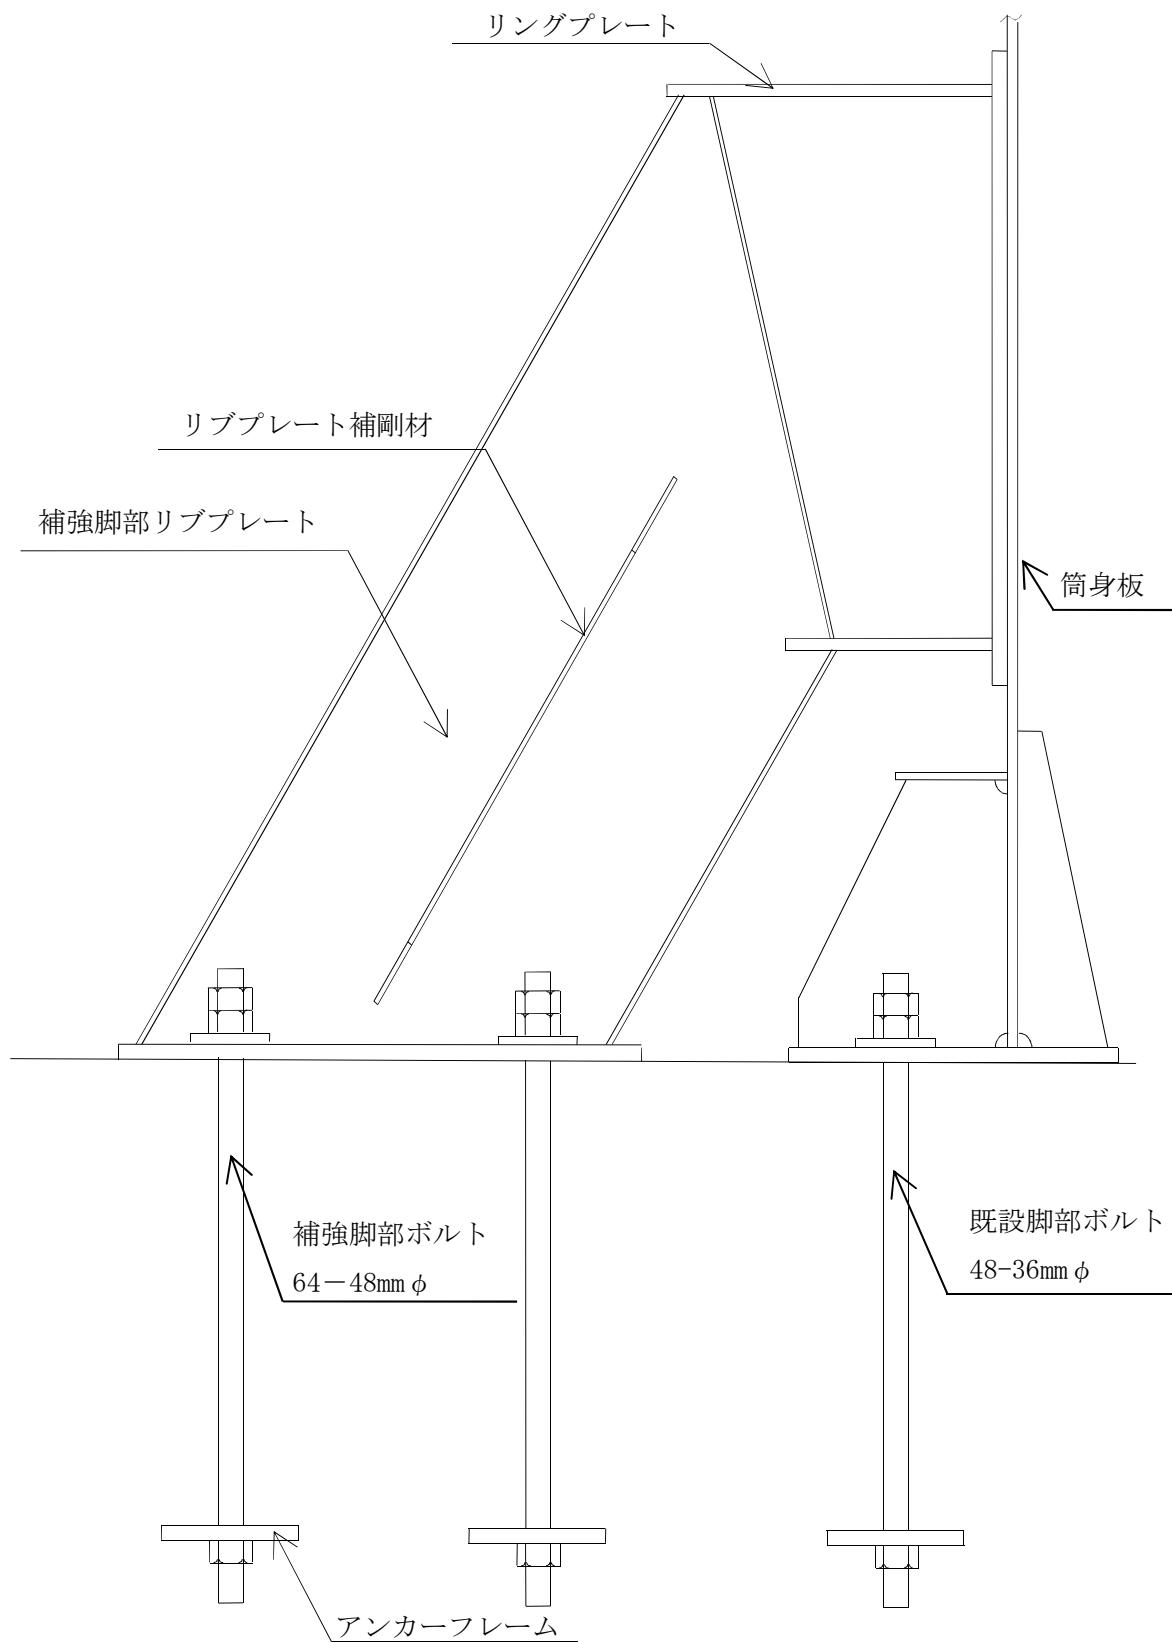 リングプレート
リブプレート補剛材
補強脚部リブプレート
筒身板
補強脚部ボルト
64－48mmφ
既設脚部ボルト
48-36mmφ
アンカーフレーム